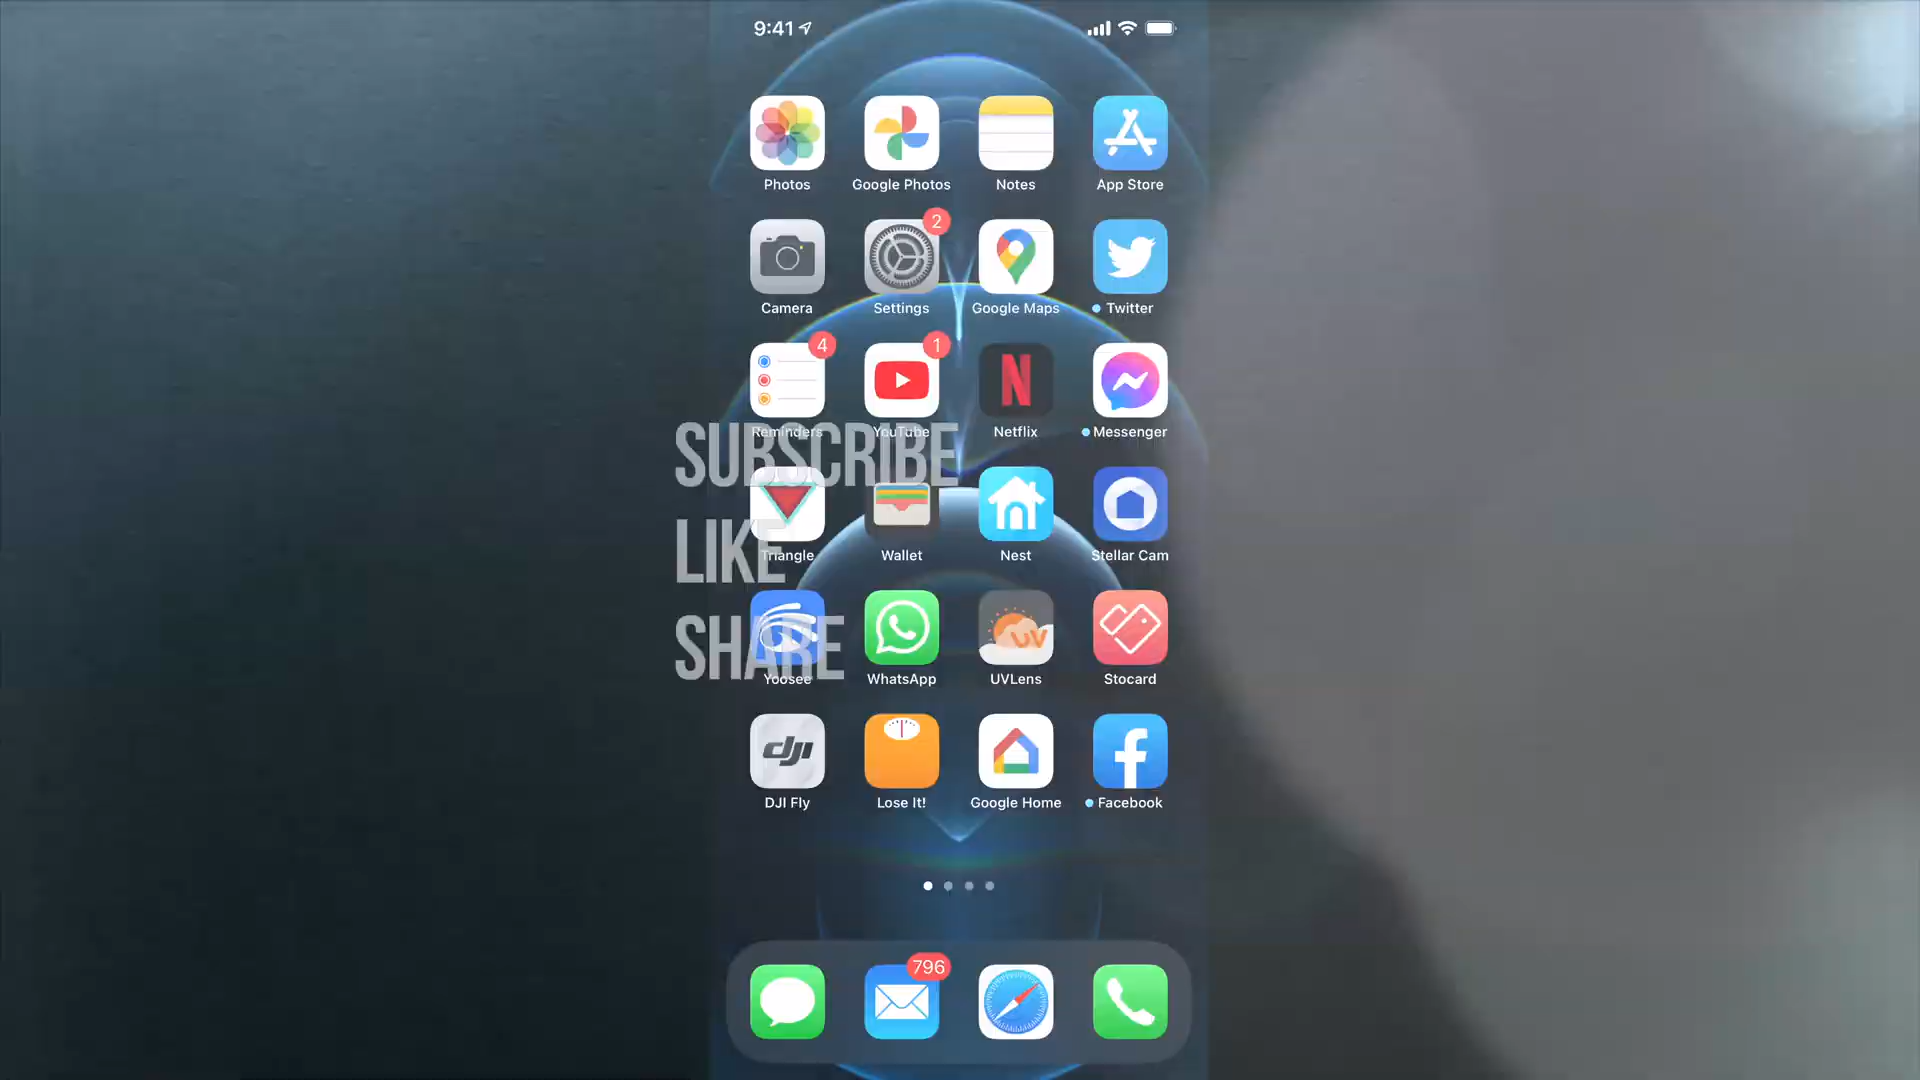 9:41
Photos Google Photos Notes App Store
2
Camera Settings Google Maps Twitter
4 1
N
Reminders YouTube Netflix Messenger
SUBSCRIBE
Triangle Wallet Nest Stellar Cam
LIKE
UV
SHARE
Yoosee WhatsApp UVLens Stocard
dji f
DJI Fly Lose It! Google Home Facebook
796